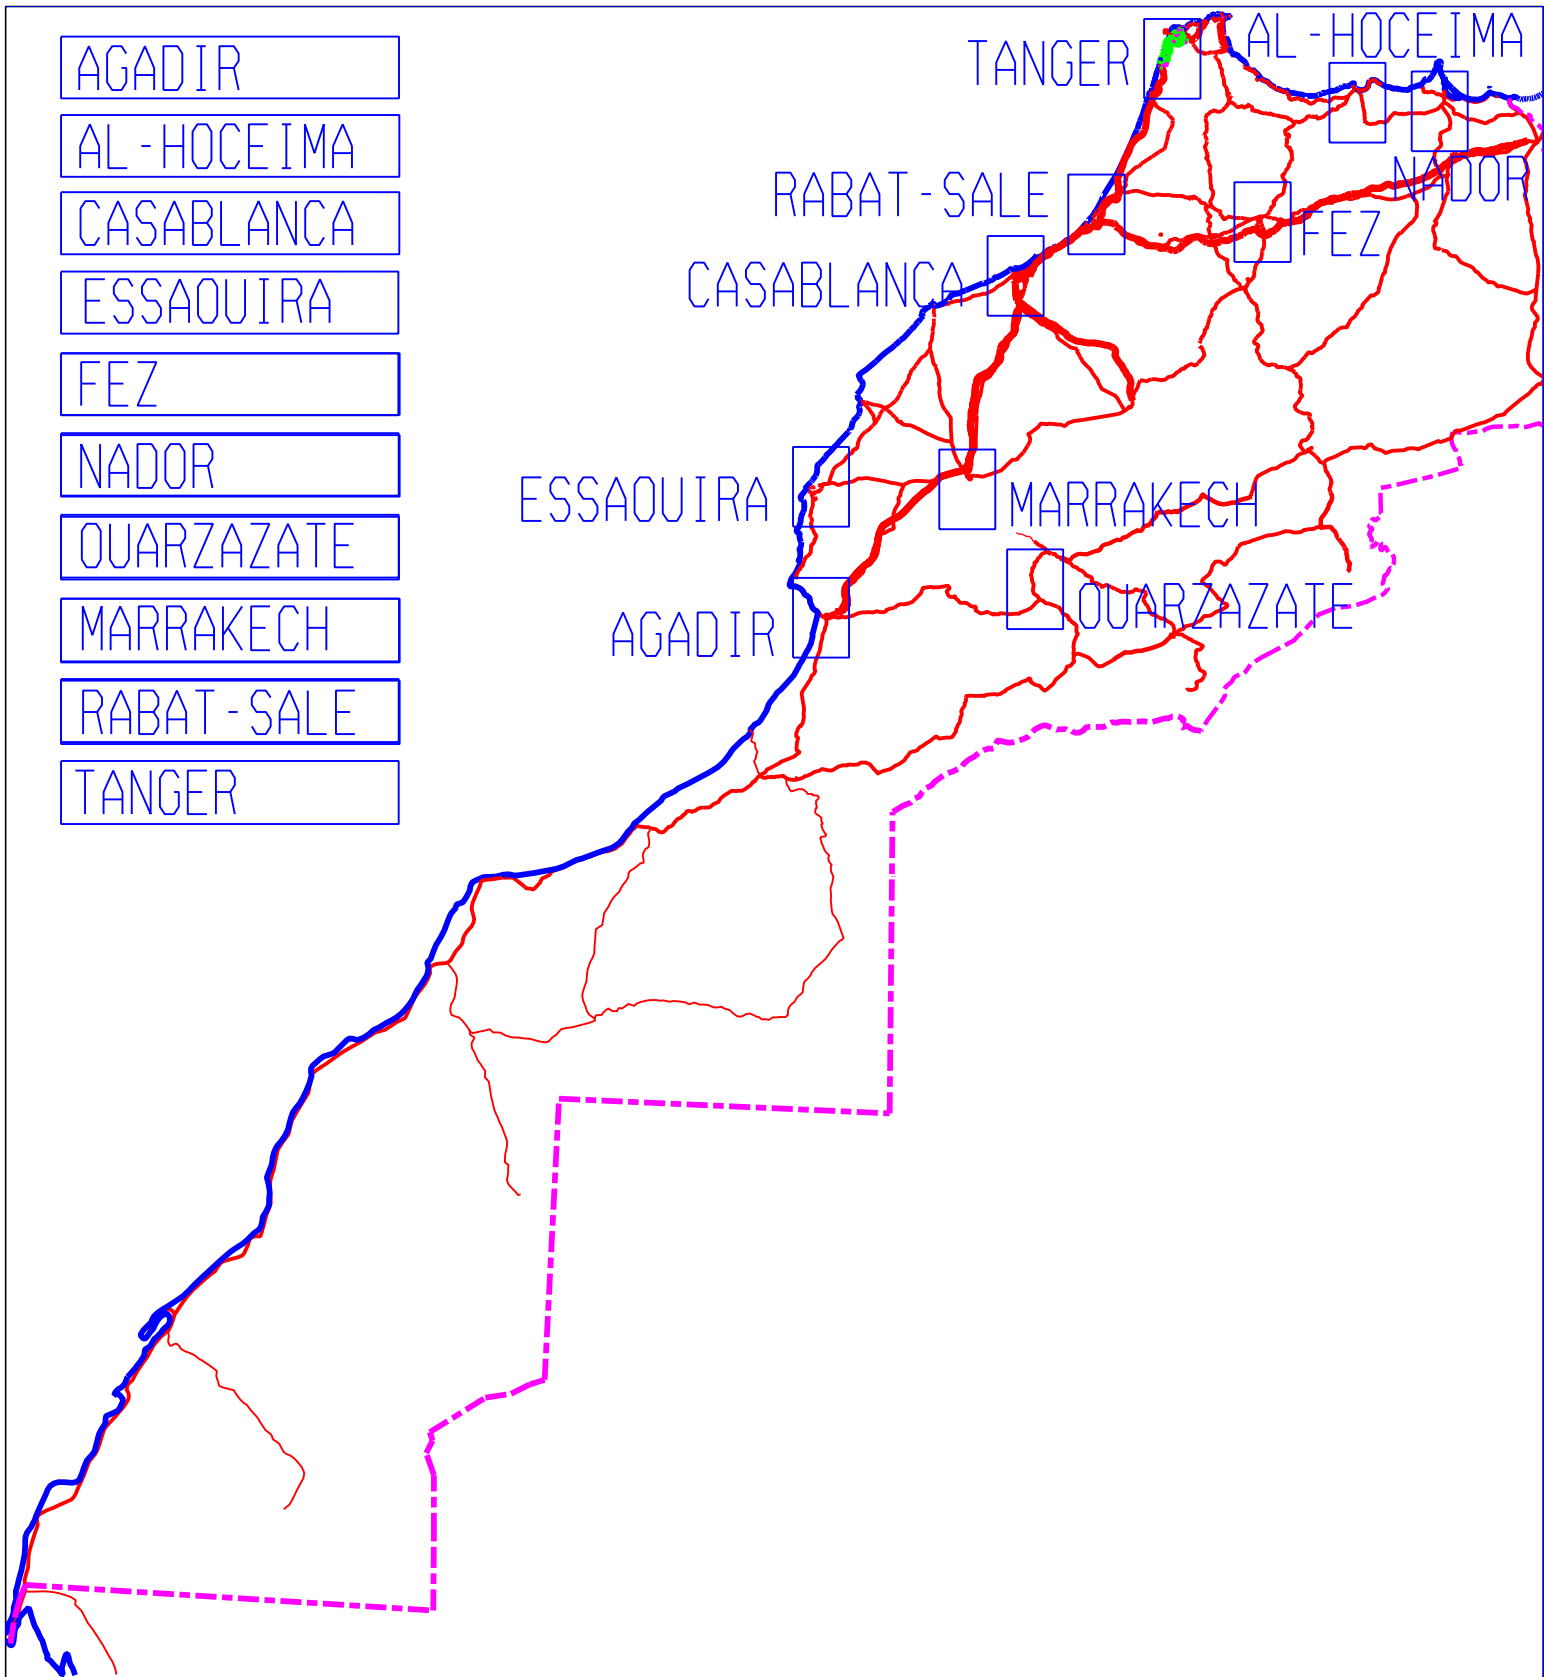 AGADIR
AL-HOCEIMA
CASABLANCA
ESSAOUIRA
FEZ
NADOR
OUARZAZATE
MARRAKECH
RABAT-SALE
TANGER
TANGER
AL-HOCEIMA
RABAT-SALE
NADOR
FEZ
CASABLANCA
ESSAOUIRA
MARRAKECH
AGADIR
OUARZAZATE